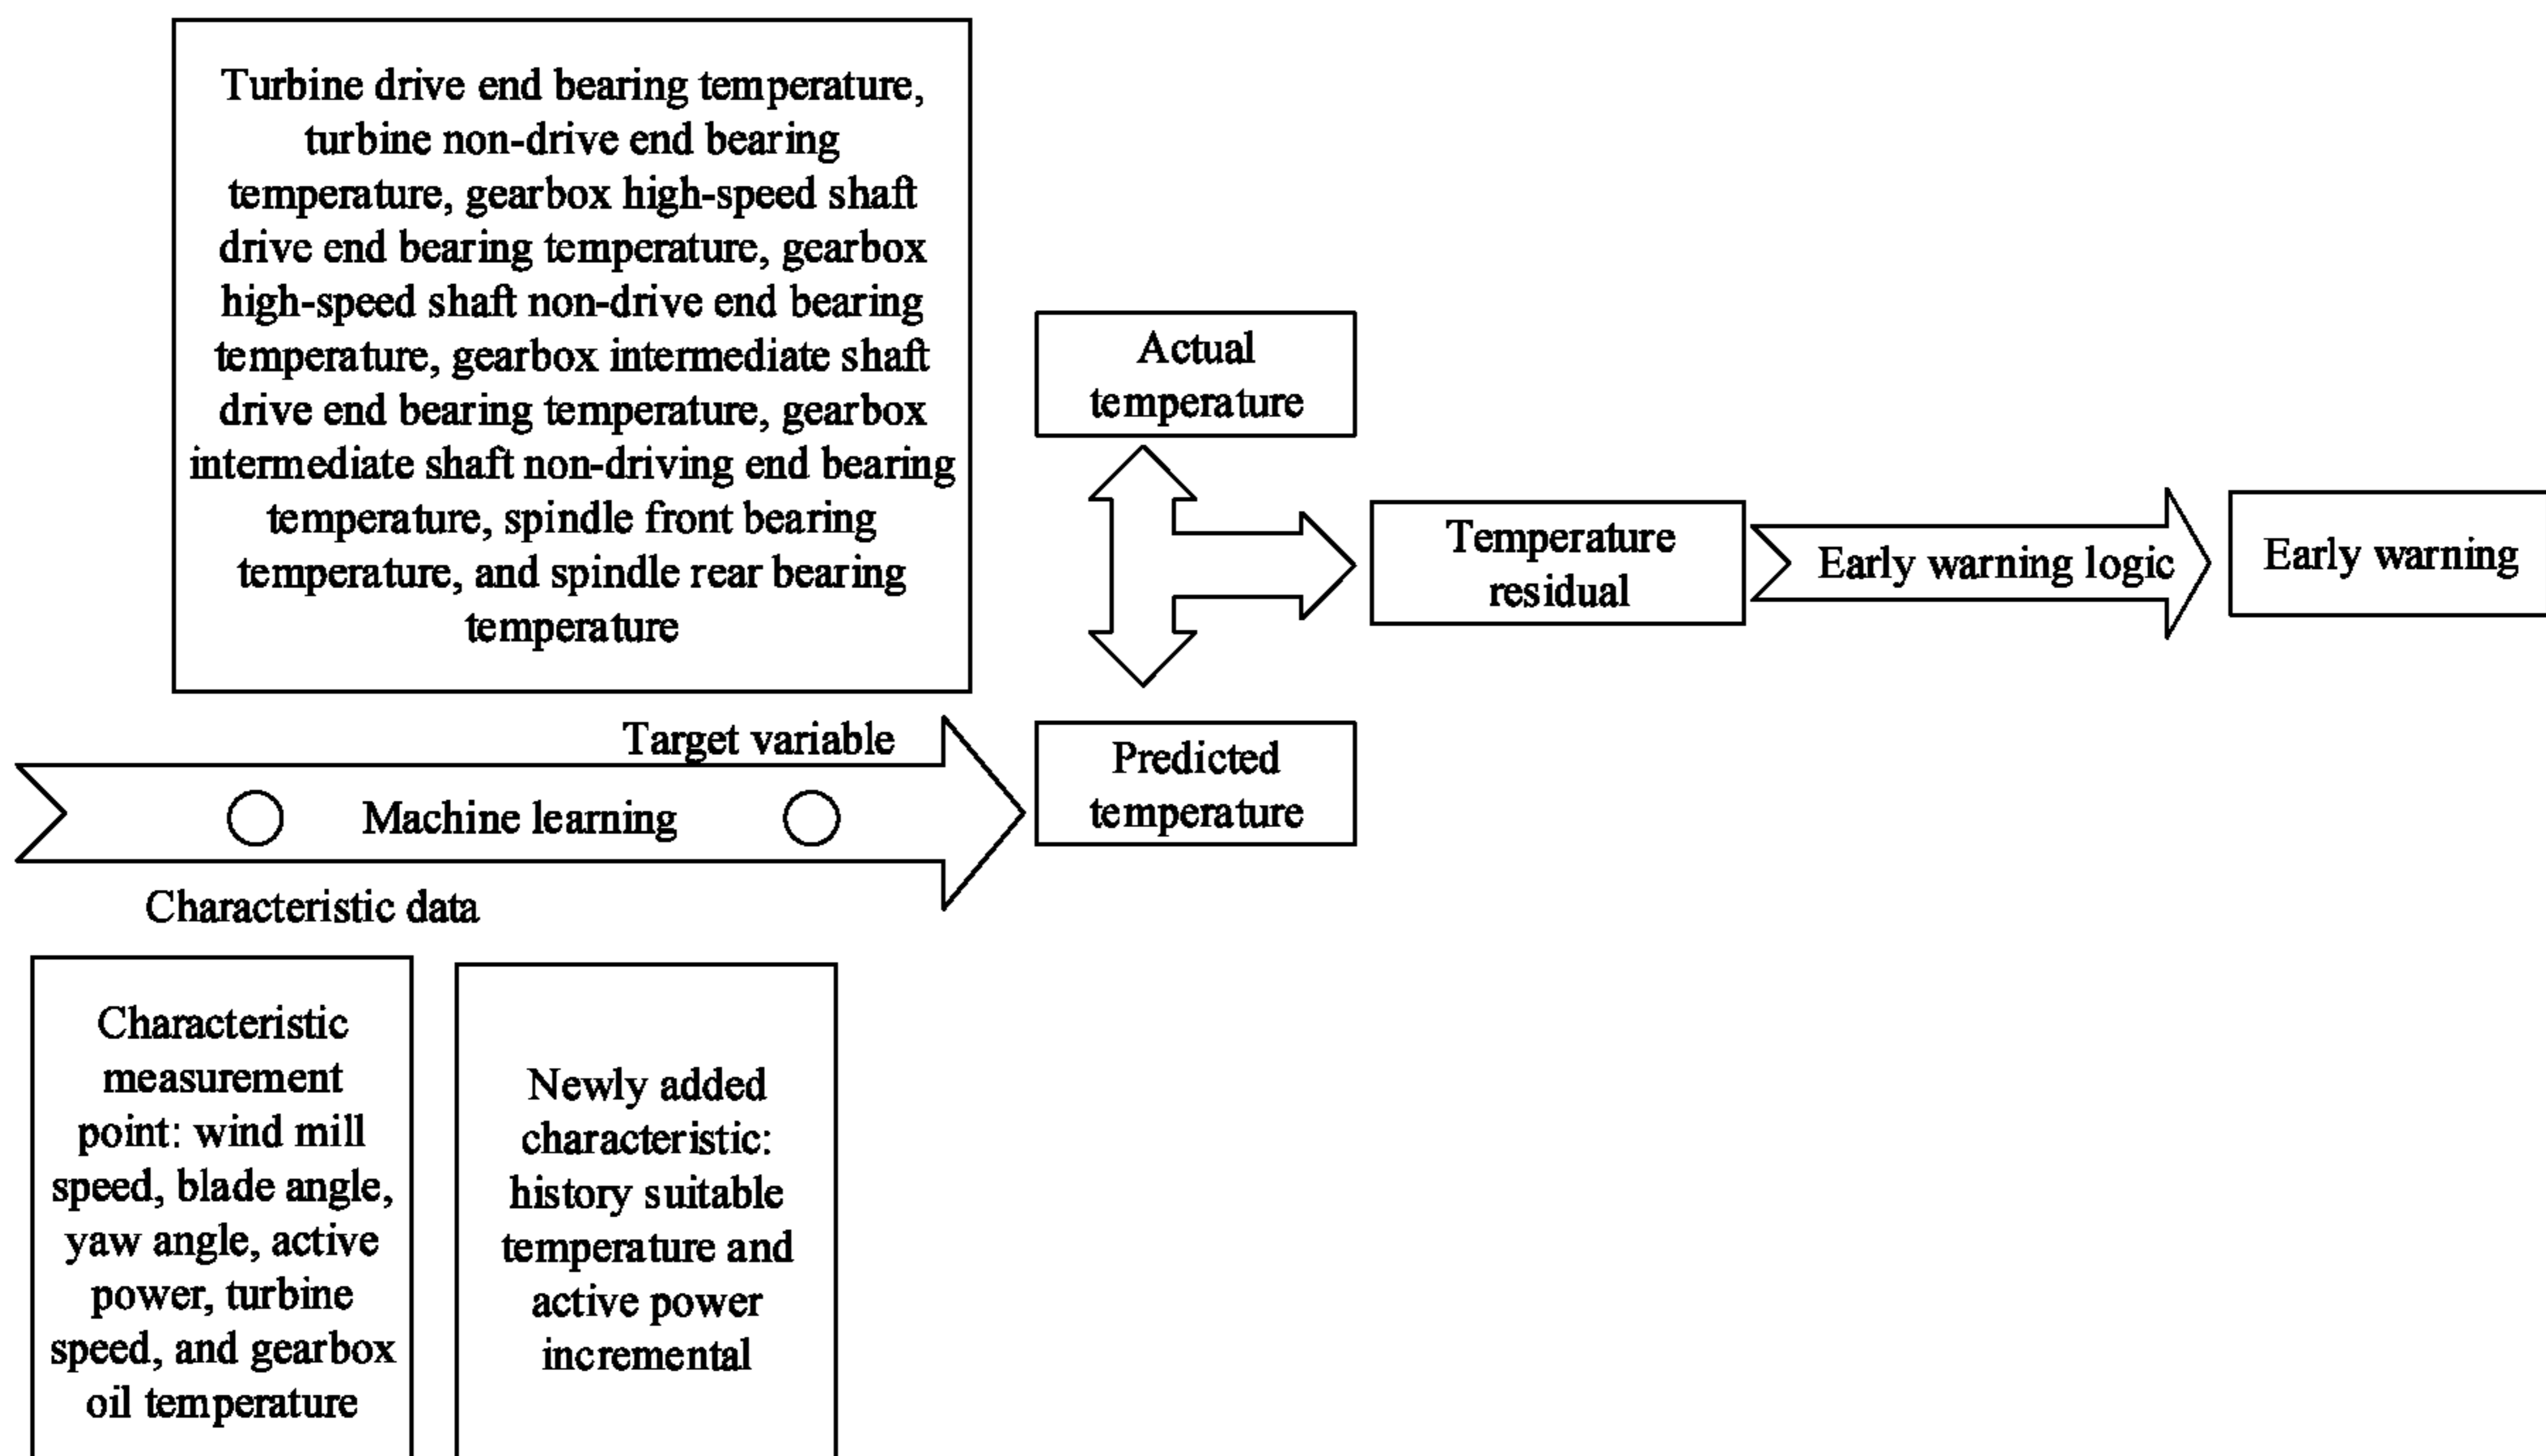 Turbine drive end bearing temperature,
turbine non-drive end bearing
temperature, gearbox high-speed shaft
drive end bearing temperature, gearbox
high-speed shaft non-drive end bearing
temperature, gearbox intermediate shaft
drive end bearing temperature, gearbox
intermediate shaft non-driving end bearing
temperature, spindle front bearing
temperature, and spindle rear bearing
temperature
Actual
temperature
Temperature
residual
Early warning logic
Early warning
Target variable
Machine learning
Predicted
temperature
Characteristic data
Characteristic
measurement
point: wind mill
speed, blade angle,
yaw angle, active
power, turbine
speed, and gearbox
oil temperature
Newly added
characteristic:
history suitable
temperature and
active power
incremental